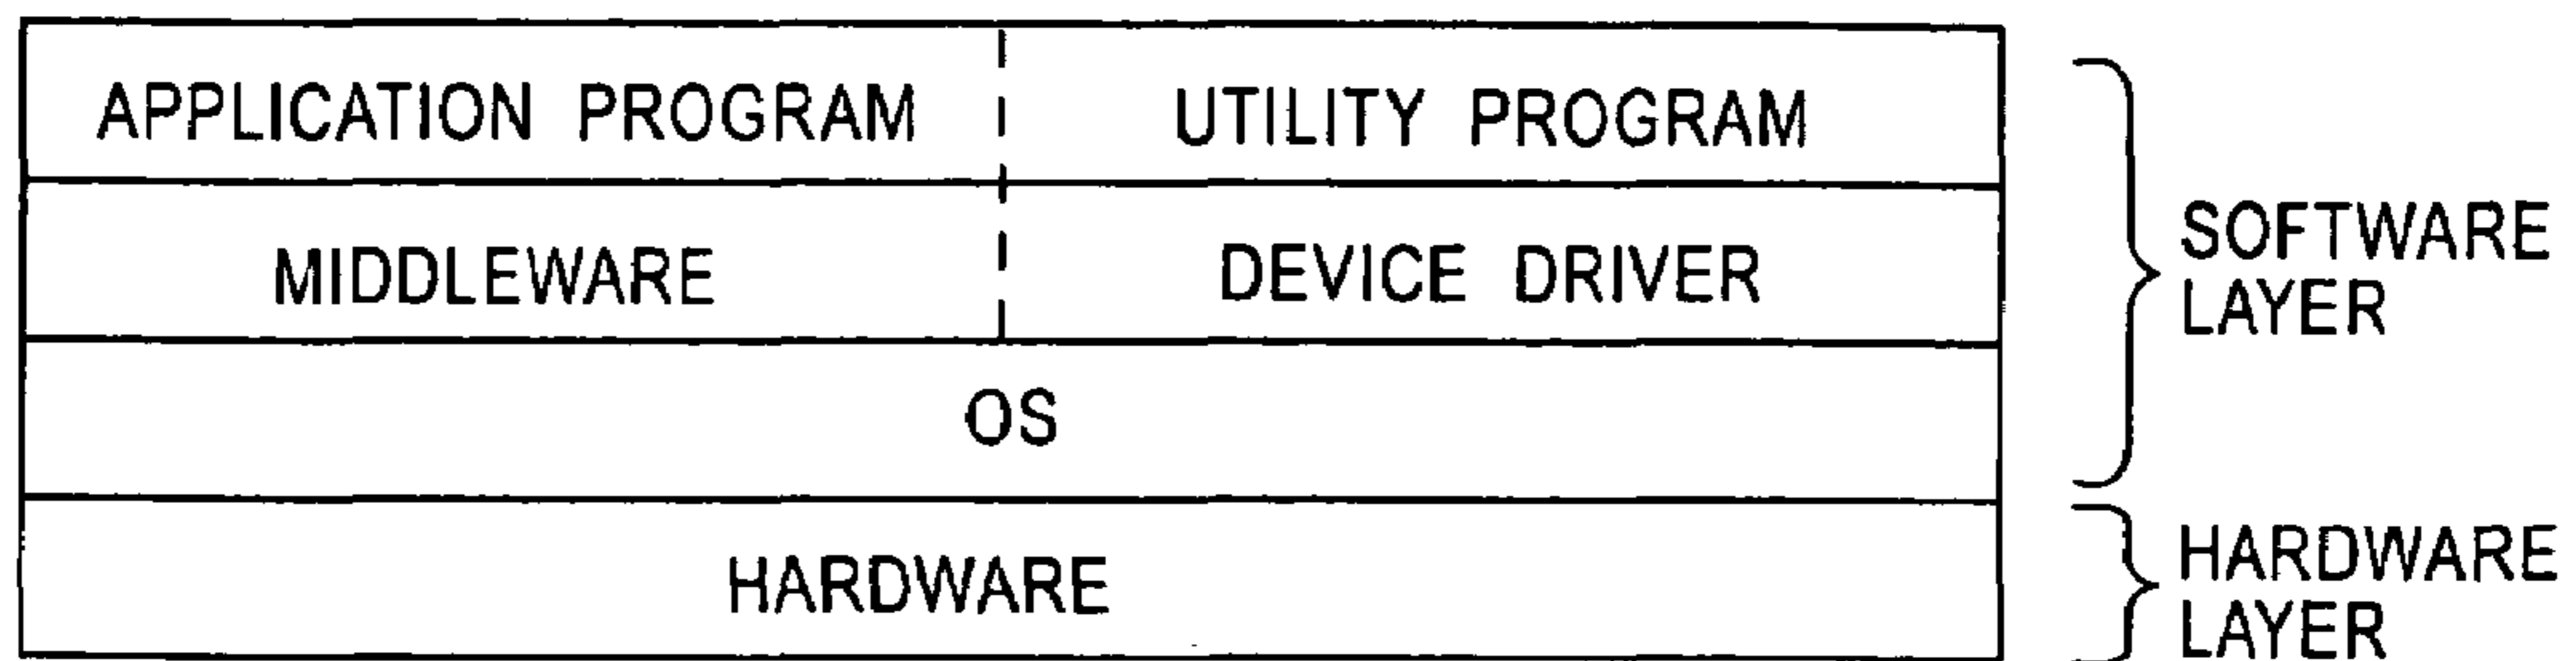 APPLICATION PROGRAM
UTILITY PROGRAM
MIDDLEWARE
DEVICE DRIVER
SOFTWARE
LAYER
OS
HARDWARE
HARDWARE
LAYER